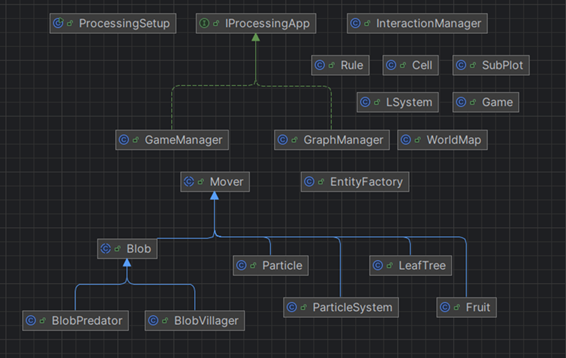 ProcessingSetup
IProcessingApp
InteractionManager
Rule
Cell
SubPlot
LSystem
Game
GameManager
GraphManager
WorldMap
Mover
EntityFactory
Blob
Particle
LeafTree
ParticleSystem
Fruit
BlobPredator
BlobVillager